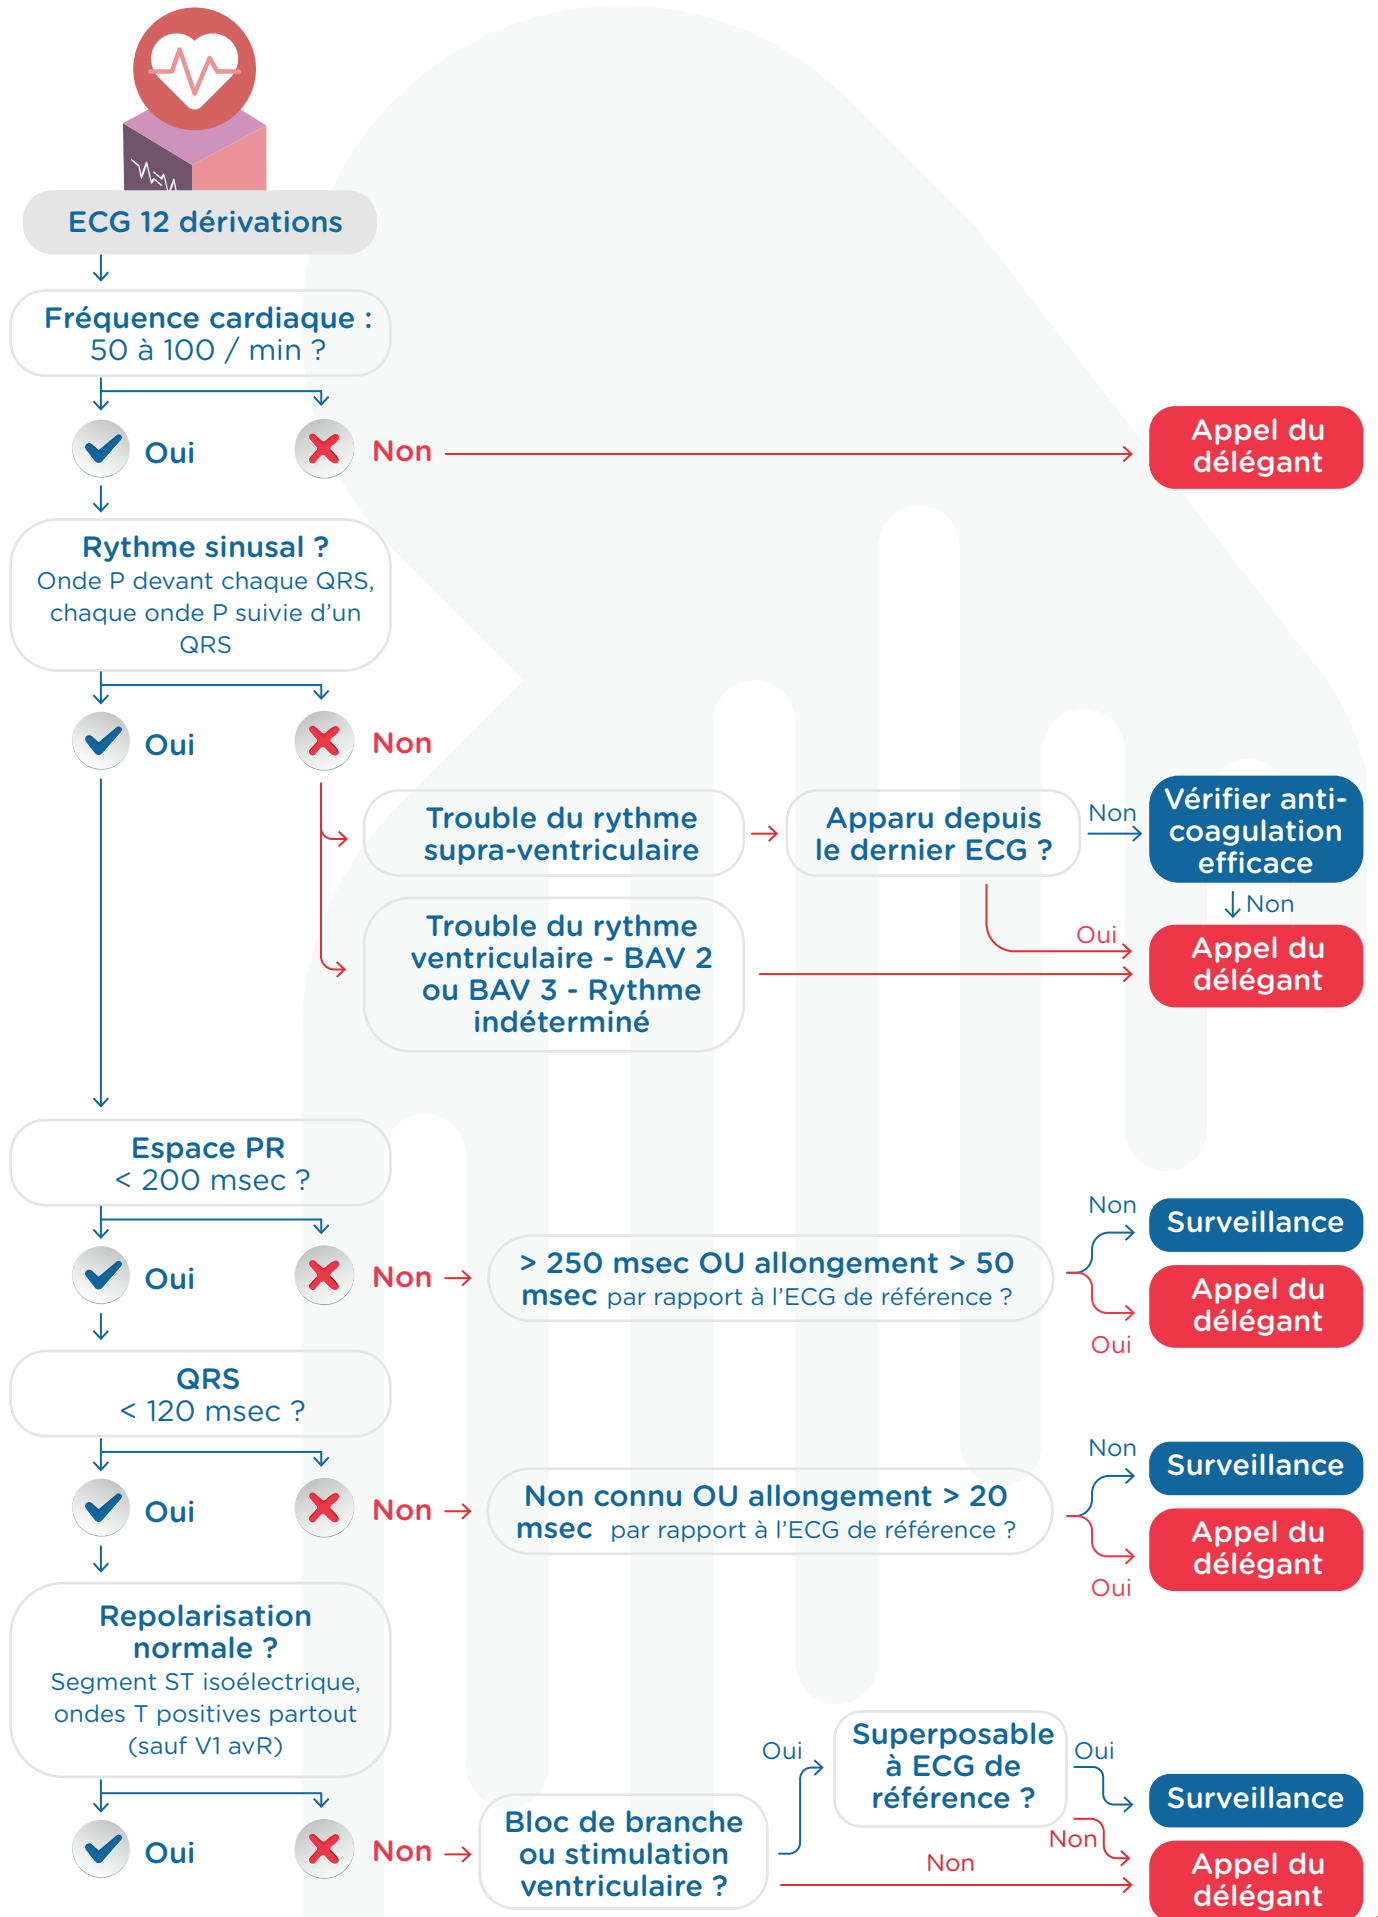 ECG 12 dérivations
Fréquence cardiaque :
50 à 100 / min ?
Oui
Non
Appel du
délégant
Rythme sinusal ?
Onde P devant chaque QRS,
chaque onde P suivie d’un
QRS
Oui
Non
Trouble du rythme
supra-ventriculaire
Apparu depuis
le dernier ECG ?
Non
Vérifier anti-
coagulation
efficace
Non
Trouble du rythme
ventriculaire - BAV 2
ou BAV 3 - Rythme
indéterminé
Oui
Appel du
délégant
Espace PR
< 200 msec ?
Oui
Non
> 250 msec OU allongement > 50
msec par rapport à l’ECG de référence ?
Non
Surveillance
Appel du
délégant
Oui
QRS
< 120 msec ?
Oui
Non
Non connu OU allongement > 20
msec par rapport à l’ECG de référence ?
Non
Surveillance
Appel du
délégant
Oui
Repolarisation
normale ?
Segment ST isoélectrique,
ondes T positives partout
(sauf V1 avR)
Oui
Non
Bloc de branche
ou stimulation
ventriculaire ?
Oui
Superposable
à ECG de
référence ?
Oui
Surveillance
Non
Non
Appel du
délégant